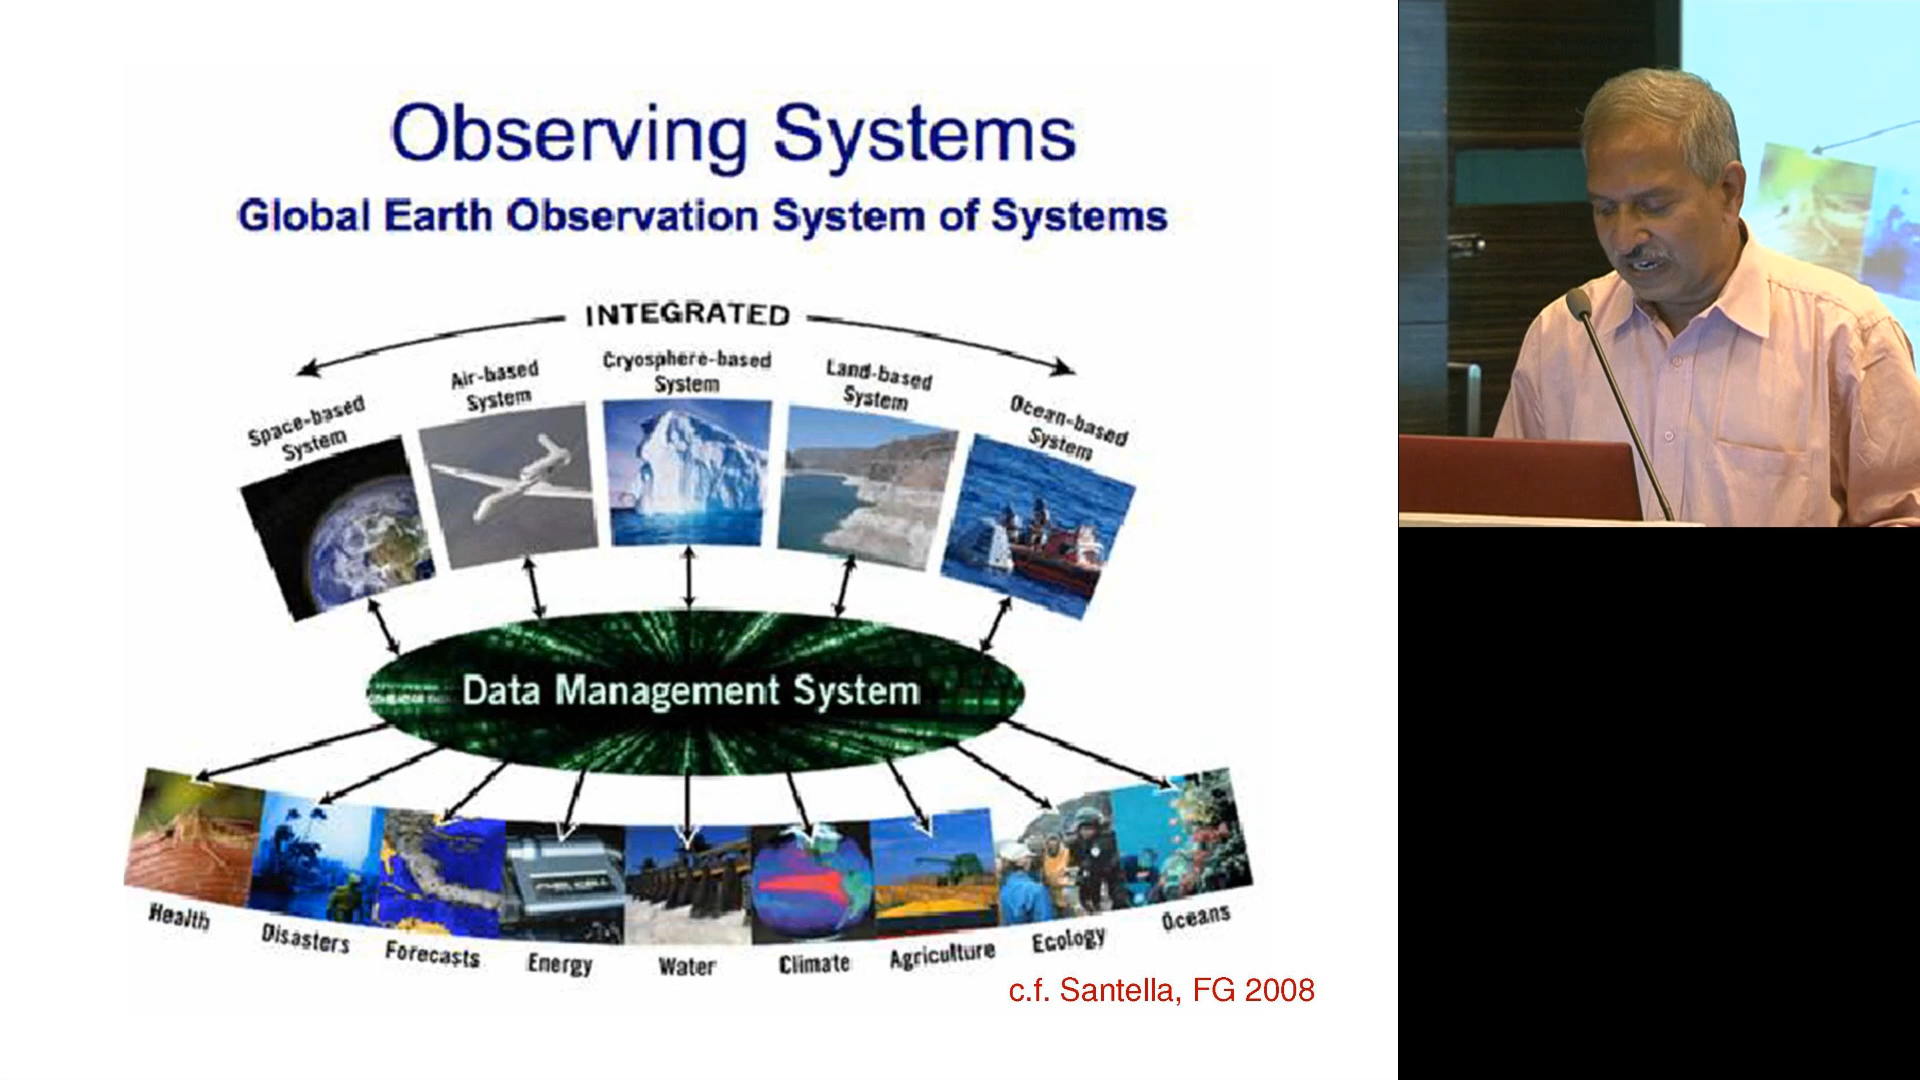 Observing Systems
Global Earth Observation System of Systems
INTEGRATED
Space-based
System
Air-based
System
Cryosphere-based
System
Land-based
System
Ocean-based
System
Data Management System
Health
Disasters
Forecasts
Energy
Water
Climate
Agriculture
Ecology
Oceans
c.f. Santella, FG 2008